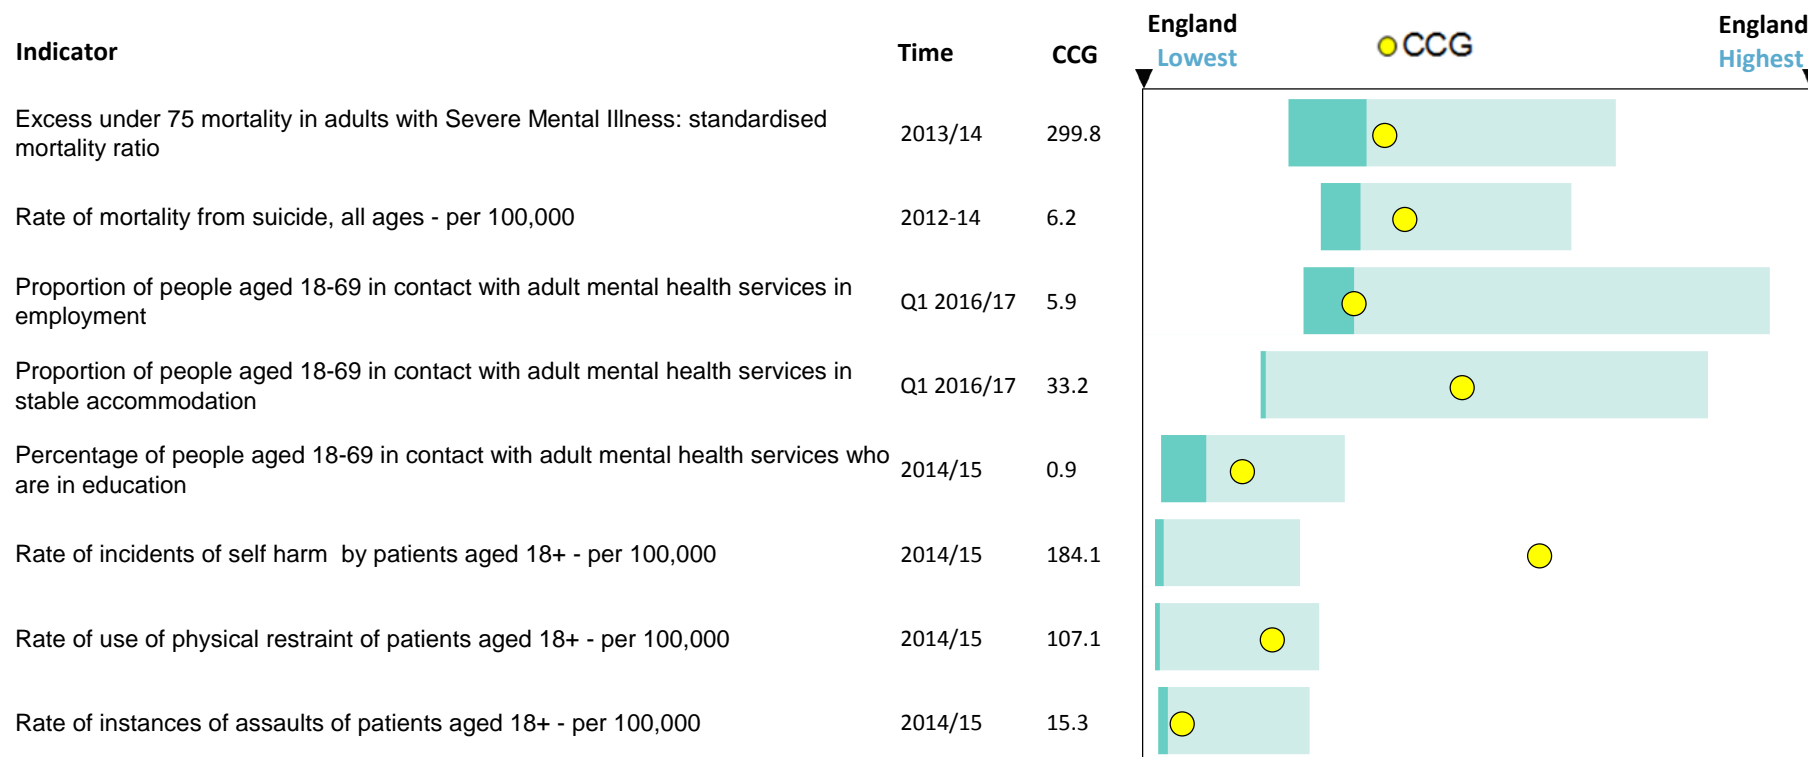 England England
Indicator Time CCG Lowest CCG Highest
Excess under 75 mortality in adults with Severe Mental Illness: standardised
mortality ratio 2013/14 299.8
Rate of mortality from suicide, all ages - per 100,000 2012-14 6.2
Proportion of people aged 18-69 in contact with adult mental health services in
employment Q1 2016/17 5.9
Proportion of people aged 18-69 in contact with adult mental health services in
stable accommodation Q1 2016/17 33.2
Percentage of people aged 18-69 in contact with adult mental health services who
are in education 2014/15 0.9
Rate of incidents of self harm  by patients aged 18+ - per 100,000 2014/15 184.1
Rate of use of physical restraint of patients aged 18+ - per 100,000 2014/15 107.1
Rate of instances of assaults of patients aged 18+ - per 100,000 2014/15 15.3